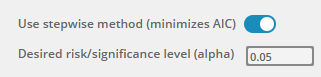 Use stepwise method (minimizes AIC)
Desired risk/significance level (alpha) 0.05